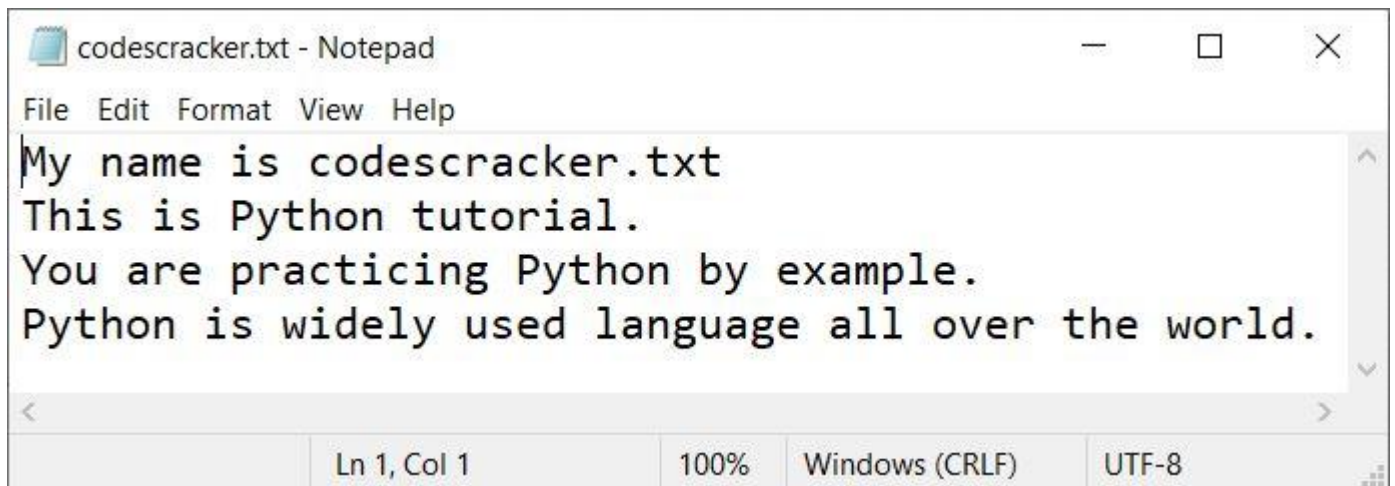 codescracker.txt - Notepad
File Edit Format View Help
My name is codescracker.txt
This is Python tutorial.
You are practicing Python by example.
Python is widely used language all over the world.
Ln 1, Col 1 100% Windows (CRLF) UTF-8